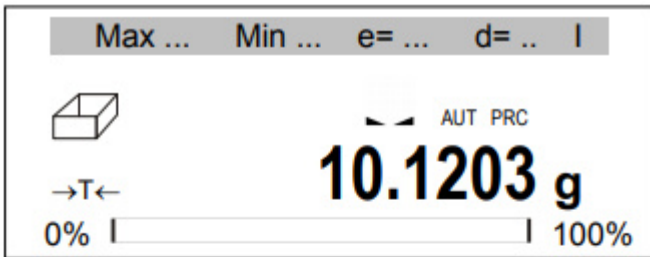 Max ... Min ... e= ... d= .. I
AUT PRC
10.1203 g
→T←
0% 100%